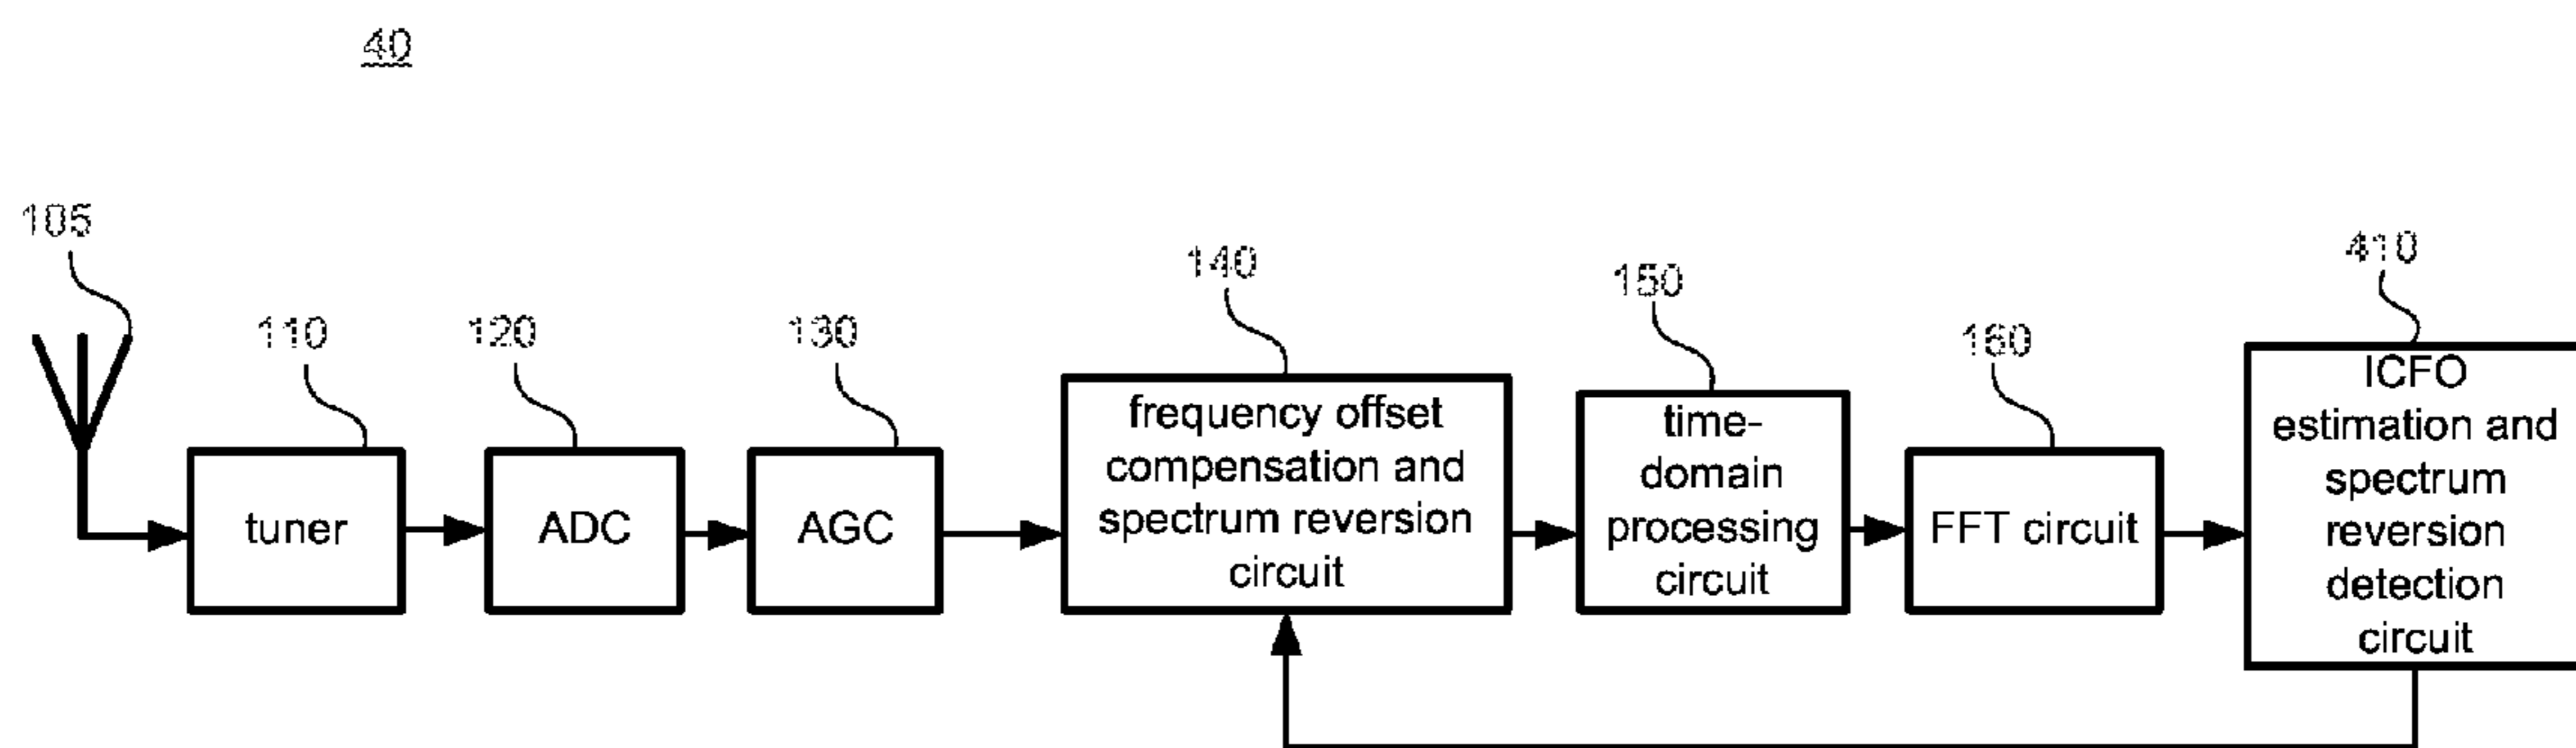 40
105
110
120
130
140
150
160
410
tuner
ADC
AGC
frequency offset
compensation and
spectrum reversion
circuit
time-
domain
processing
circuit
FFT circuit
ICFO
estimation and
spectrum
reversion
detection
circuit